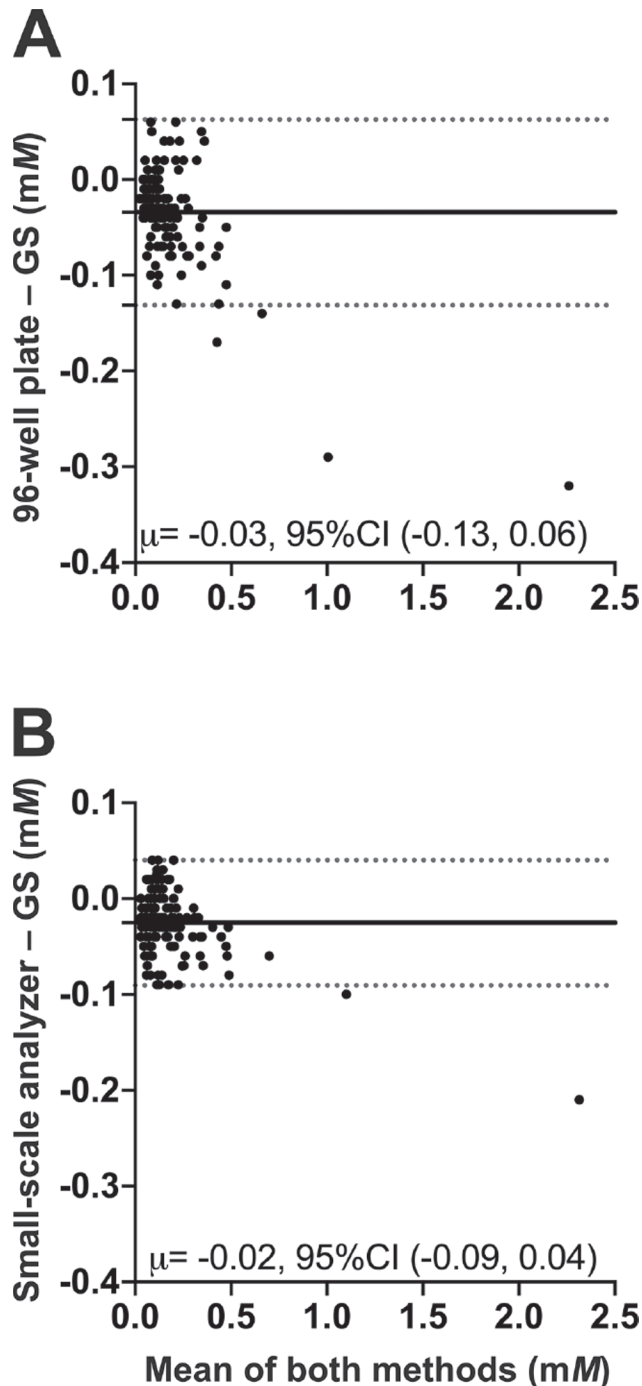 A
96-well plate – GS (mM)
0.1
0.0
-0.1
-0.2
-0.3
-0.4
μ= -0.03, 95%CI (-0.13, 0.06)
0.0 0.5 1.0 1.5 2.0 2.5
B
Small-scale analyzer – GS (mM)
0.1
0.0
-0.1
-0.2
-0.3
-0.4
μ= -0.02, 95%CI (-0.09, 0.04)
0.0 0.5 1.0 1.5 2.0 2.5
Mean of both methods (mM)